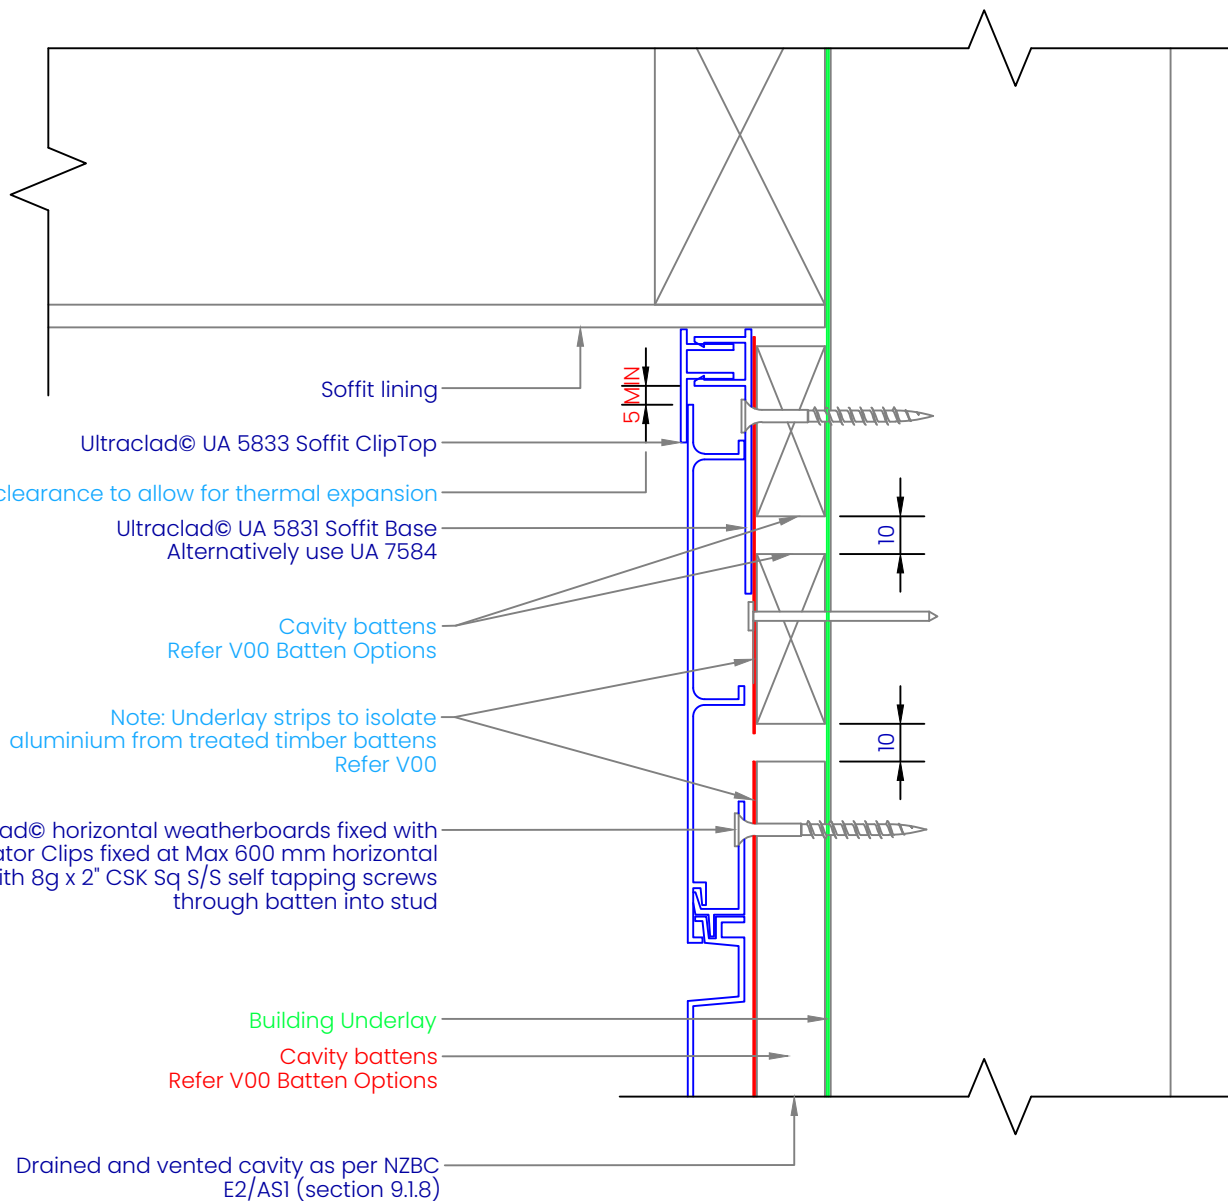 Soffit lining
5 MIN
Ultraclad© UA 5833 Soffit ClipTop
clearance to allow for thermal expansion
Ultraclad© UA 5831 Soffit Base
Alternatively use UA 7584
10
Cavity battens
Refer V00 Batten Options
Note: Underlay strips to isolate
aluminium from treated timber battens
Refer V00
10
horizontal weatherboards fixed with
Clips fixed at Max 600 mm horizontal
8g x 2" CSK Sq S/S self tapping screws
through batten into stud
Building Underlay
Cavity battens
Refer V00 Batten Options
Drained and vented cavity as per NZBC
E2/AS1 (section 9.1.8)